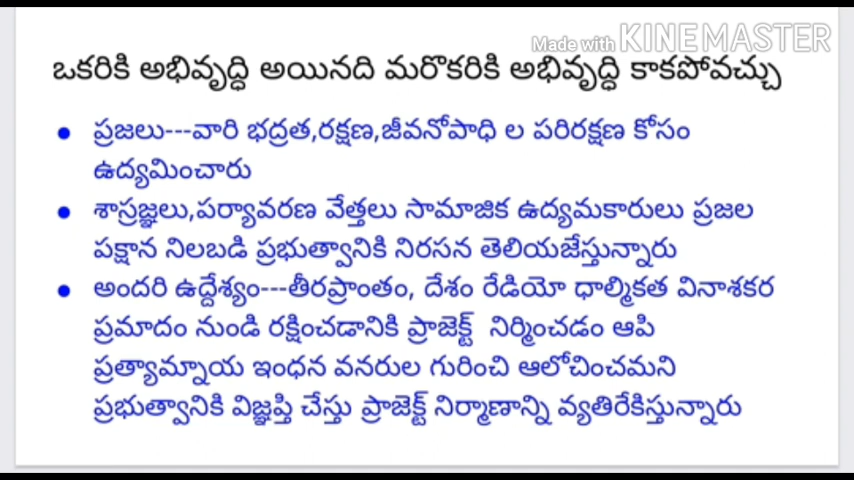 Made with KINEMASTER
ఒకరికి అభివృద్ధి అయినది మరొకరికి అభివృద్ధి కాకపోవచ్చు
● ప్రజలు---వారి భద్రత,రక్షణ,జీవనోపాధి ల పరిరక్షణ కోసం
ఉద్యమించారు
● శాస్రజ్ఞలు,పర్యావరణ వేత్తలు సామాజిక ఉద్యమకారులు ప్రజల
పక్షాన నిలబడి ప్రభుత్వానికి నిరసన తెలియజేస్తున్నారు
● అందరి ఉద్దేశ్యం---తీరప్రాంతం, దేశం రేడియో ధాల్మికత వినాశకర
ప్రమాదం నుండి రక్షించడానికి ప్రాజెక్ట్ నిర్మించడం ఆపి
ప్రత్యామ్నాయ ఇంధన వనరుల గురించి ఆలోచించమని
ప్రభుత్వానికి విజ్ఞప్తి చేస్తు ప్రాజెక్ట్ నిర్మాణాన్ని వ్యతిరేకిస్తున్నారు